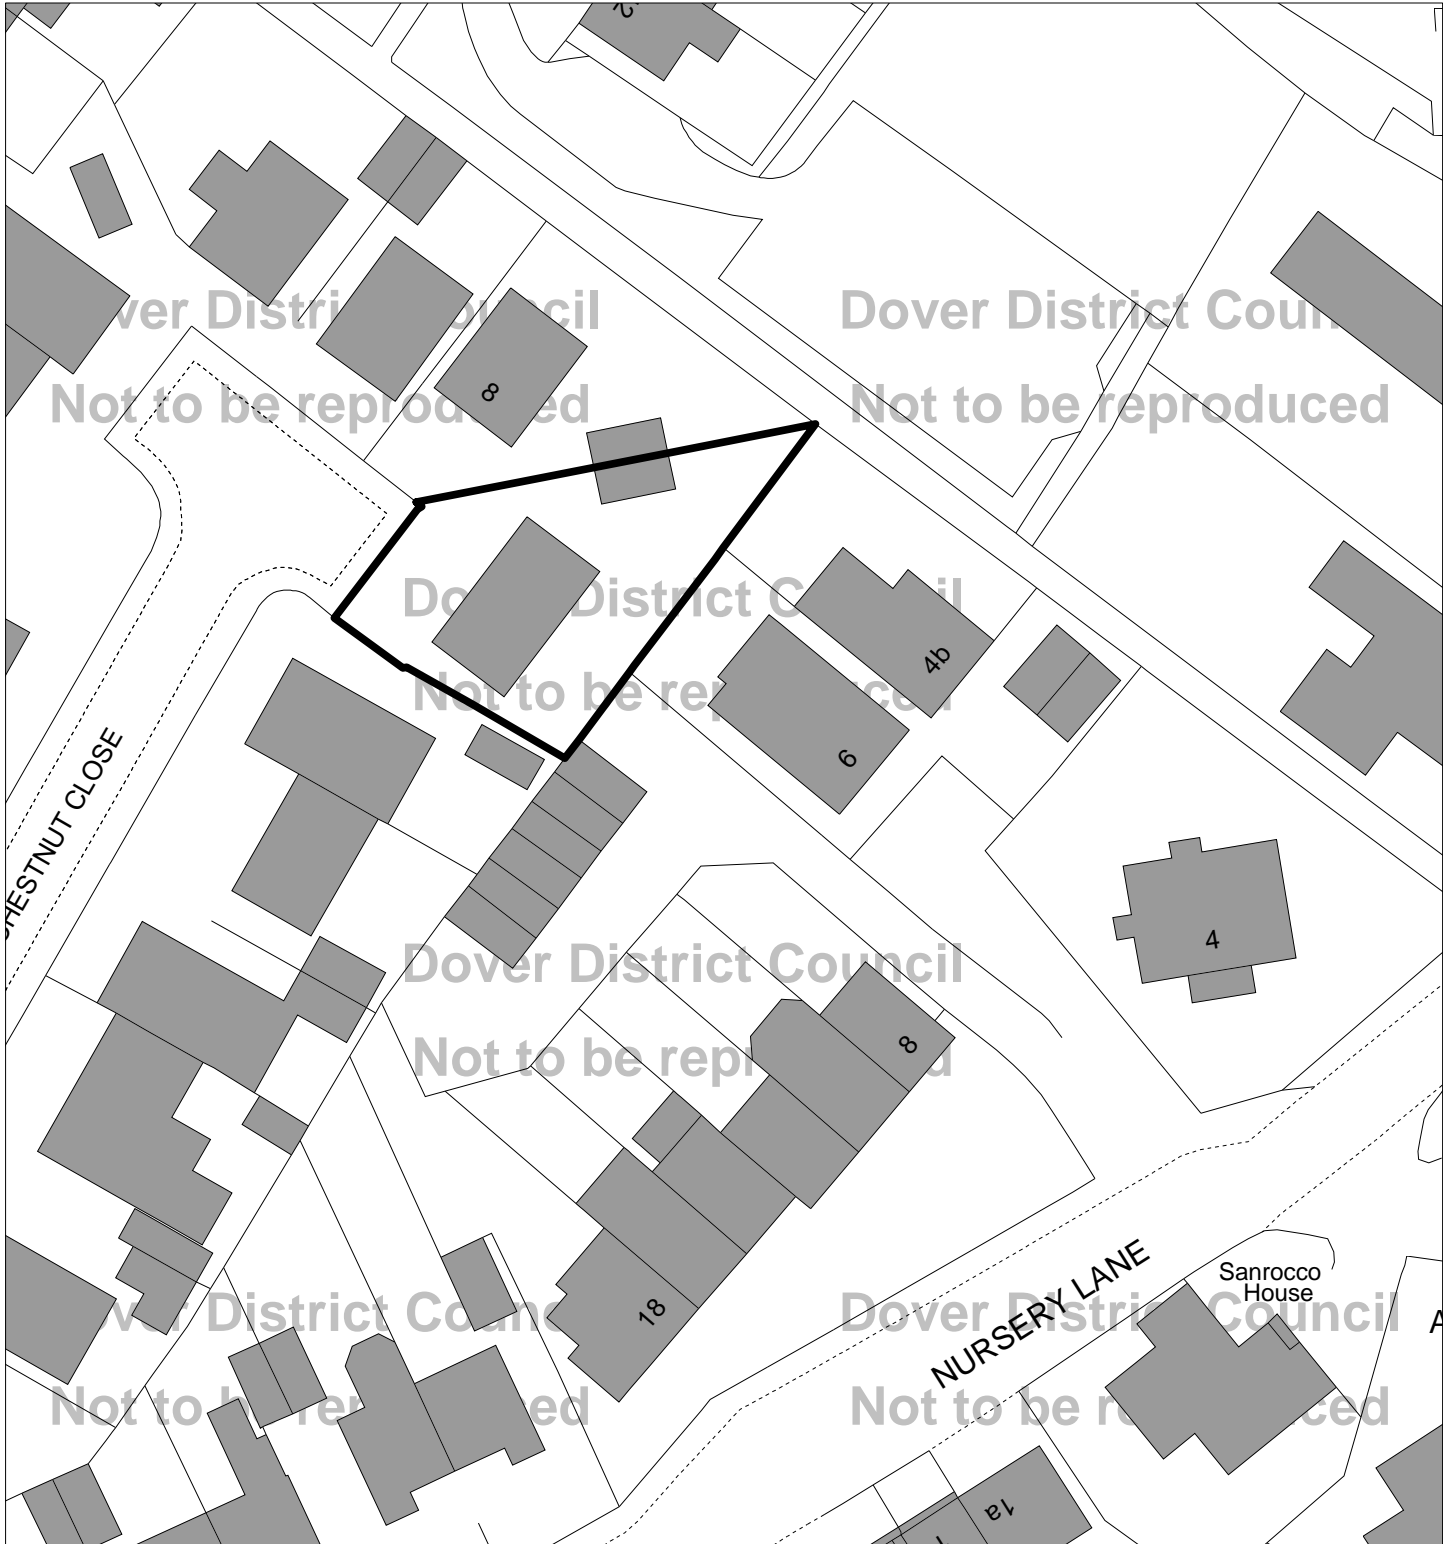 Dover District Council
Dover District Council
8
Not to be reproduced
Not to be reproduced
Dover District Council
4b
Not to be reproduced
6
CHESTNUT CLOSE
4
Dover District Council
8
Not to be reproduced
NURSERY LANE
Sanrocco
House
18
Dover District Council
Dover District Council
Not to be reproduced
Not to be reproduced
1a